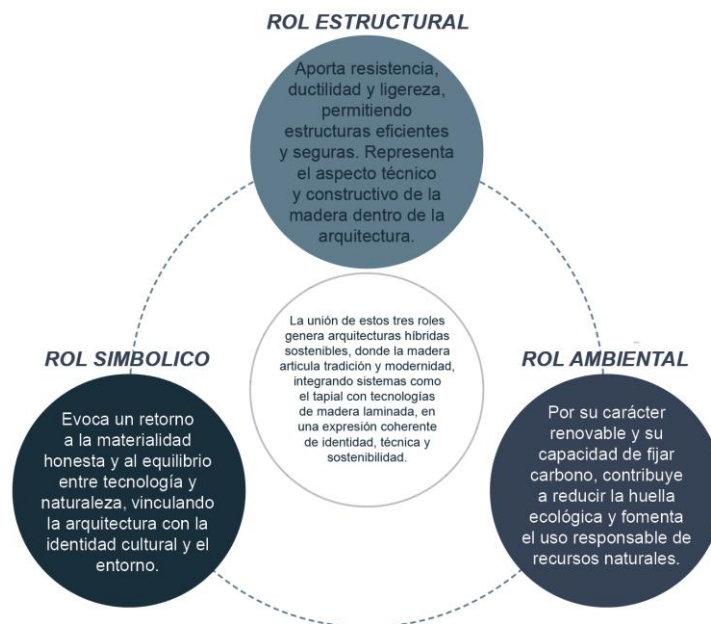 ROL ESTRUCTURAL
Aporta resistencia,
ductilidad y ligereza,
permitiendo
estructuras eficientes
y seguras. Representa
el aspecto técnico
y constructivo de la
madera dentro de la
arquitectura.
La unión de estos tres roles
genera arquitecturas híbridas
sostenibles, donde la madera
articula tradición y modernidad,
integrando sistemas como
el tapial con tecnologías
de madera laminada, en
una expresión coherente
de identidad, técnica y
sostenibilidad.
ROL SIMBOLICO
Evoca un retorno
a la materialidad
honesta y al equilibrio
entre tecnología y
naturaleza, vinculando
la arquitectura con la
identidad cultural y el
entorno.
ROL AMBIENTAL
Por su carácter
renovable y su
capacidad de fijar
carbono, contribuye
a reducir la huella
ecológica y fomenta
el uso responsable de
recursos naturales.